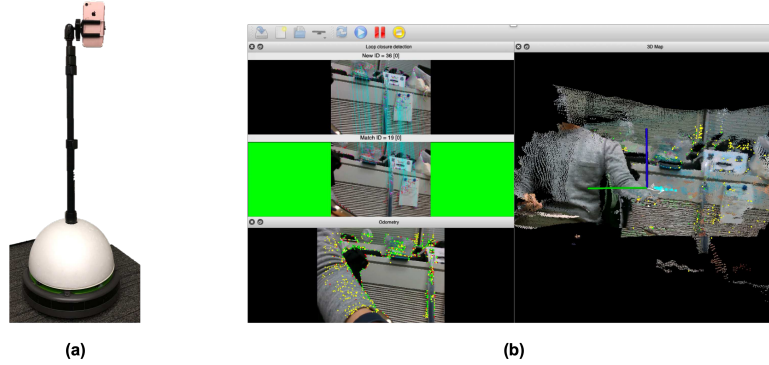 Loop closure detection
New ID = 36 [0]
Match ID = 19 [0]
Odometry
3D Map
(a)
(b)